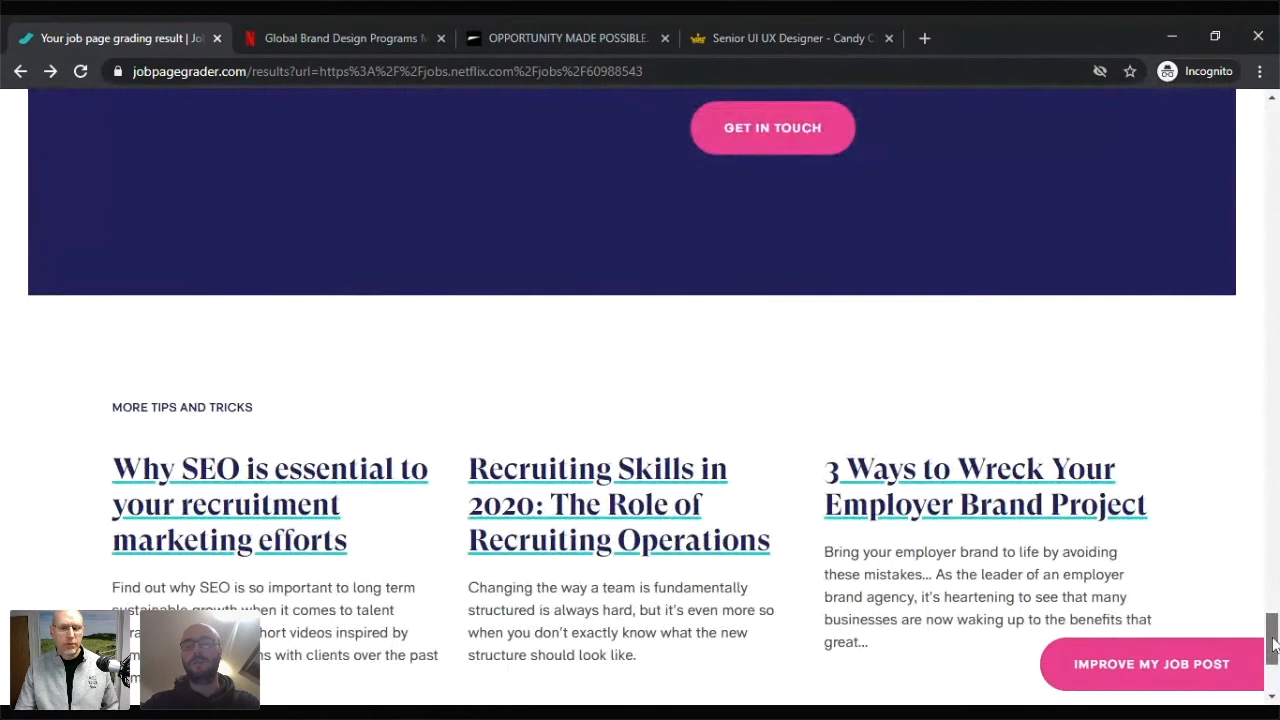 Your job page grading result | Jo
Global Brand Design Programs
OPPORTUNITY MADE POSSIBLE.
Senior UI UX Designer - Candy C
jobpagegrader.com/results?url=https%3A%2F%2Fjobs.netflix.com%2Fjobs%2F60988543
Incognito
GET IN TOUCH
MORE TIPS AND TRICKS
Why SEO is essential to
your recruitment
marketing efforts
Find out why SEO is so important to long term
sustainable growth when it comes to talent
short videos inspired by
with clients over the past
Recruiting Skills in
2020: The Role of
Recruiting Operations
Changing the way a team is fundamentally
structured is always hard, but it's even more so
when you don't exactly know what the new
structure should look like.
3 Ways to Wreck Your
Employer Brand Project
Bring your employer brand to life by avoiding
these mistakes... As the leader of an employer
brand agency, it's heartening to see that many
businesses are now waking up to the benefits that
great...
IMPROVE MY JOB POST